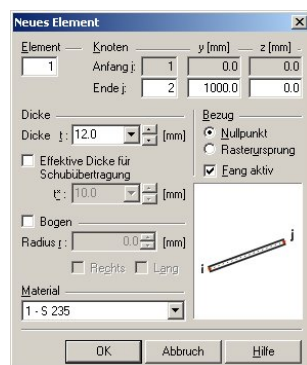 Neues Element
Element Knoten y [mm] z [mm]
1 Anfang j: 1 0.0 0.0
Ende j: 2 1000.0 0.0
Dicke Bezug
Dicke t: 12.0 [mm] Nullpunkt
Rasterursprung
Effektive Dicke für
Schubübertragung
Fang aktiv
t*: 10.0 [mm]
Bogen
Radius r: 0.0 [mm]
Rechts Lang
i j
Material
1 - S 235
OK Abbruch Hilfe